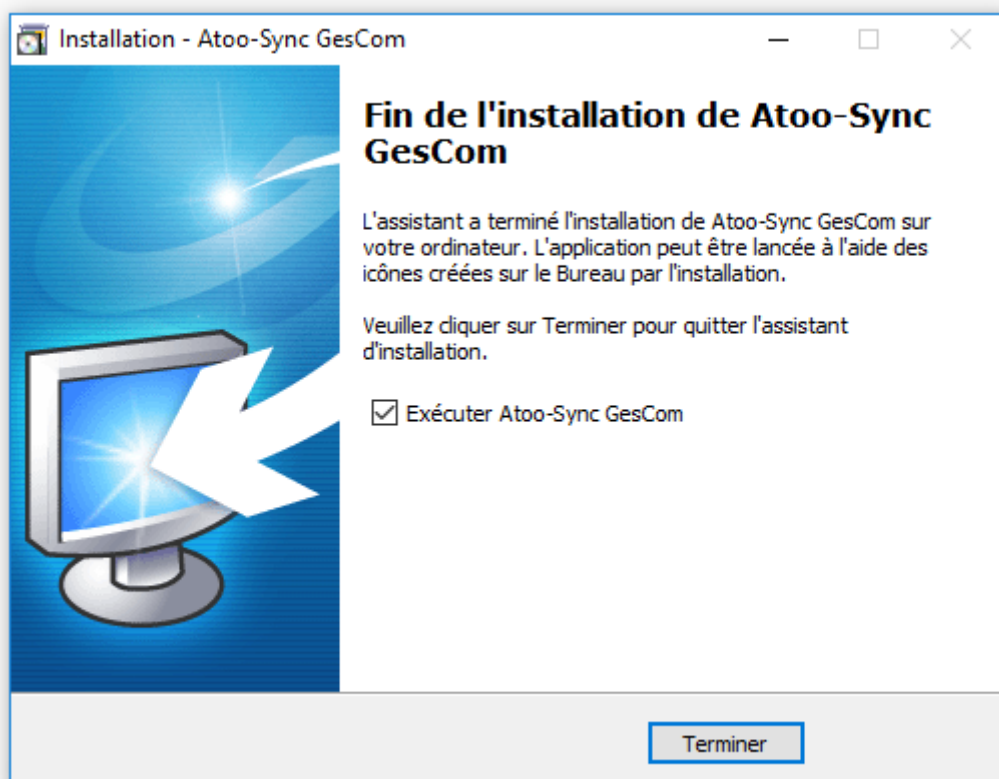 Installation - Atoo-Sync GesCom
Fin de l'installation de Atoo-Sync
GesCom
L'assistant a terminé l'installation de Atoo-Sync GesCom sur
votre ordinateur. L'application peut être lancée à l'aide des
icônes créées sur le Bureau par l'installation.
Veuillez cliquer sur Terminer pour quitter l'assistant
d'installation.
Exécuter Atoo-Sync GesCom
Terminer